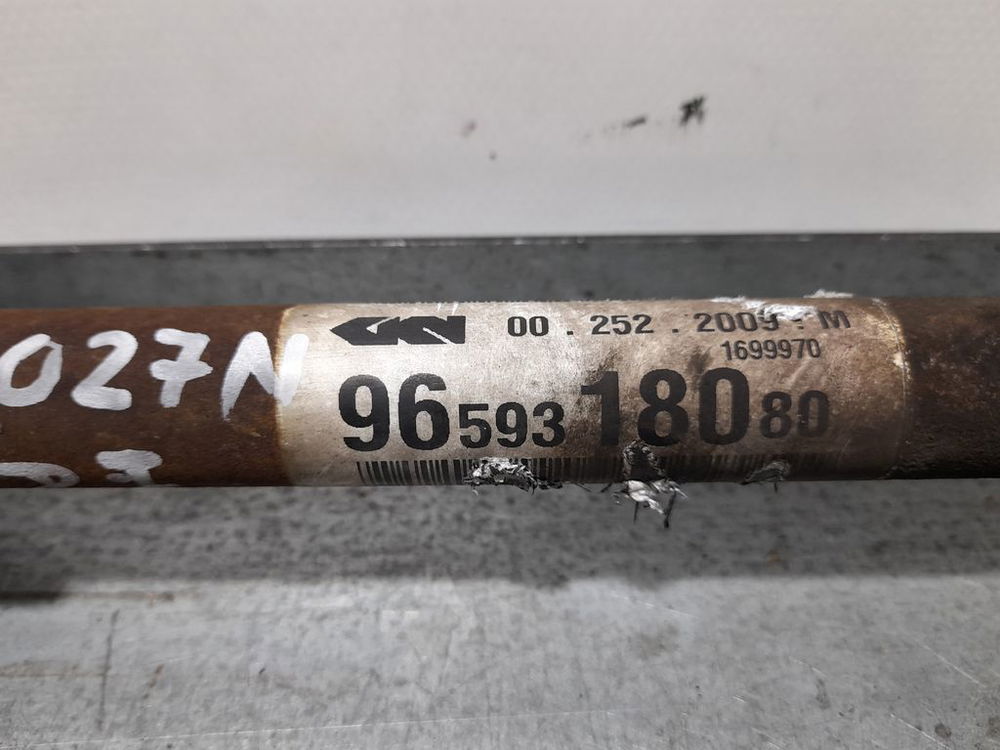 GKN 00 . 252 . 2009 . M
1699970
027N
96 593 180 80